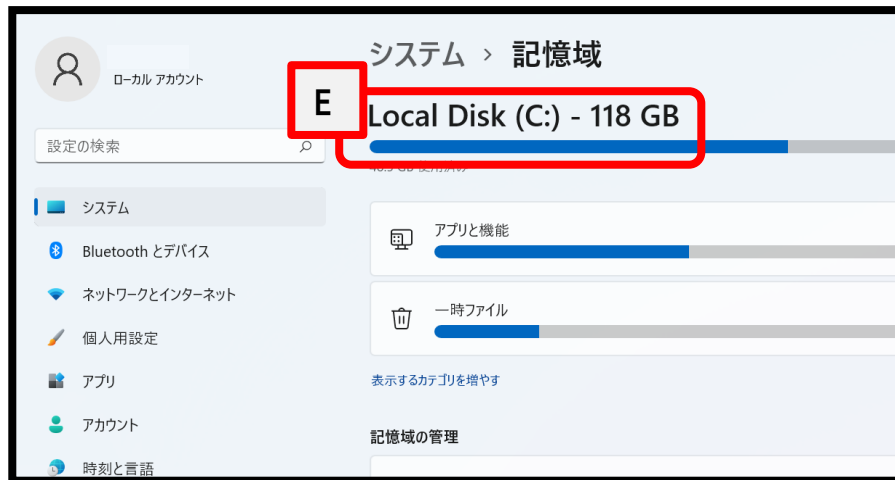 システム › 記憶域
ローカル アカウント
E
Local Disk (C:) - 118 GB
設定の検索
GB 使用済み
システム
アプリと機能
Bluetooth とデバイス
ネットワークとインターネット
一時ファイル
個人用設定
アプリ
表示するカテゴリを増やす
アカウント
記憶域の管理
時刻と言語